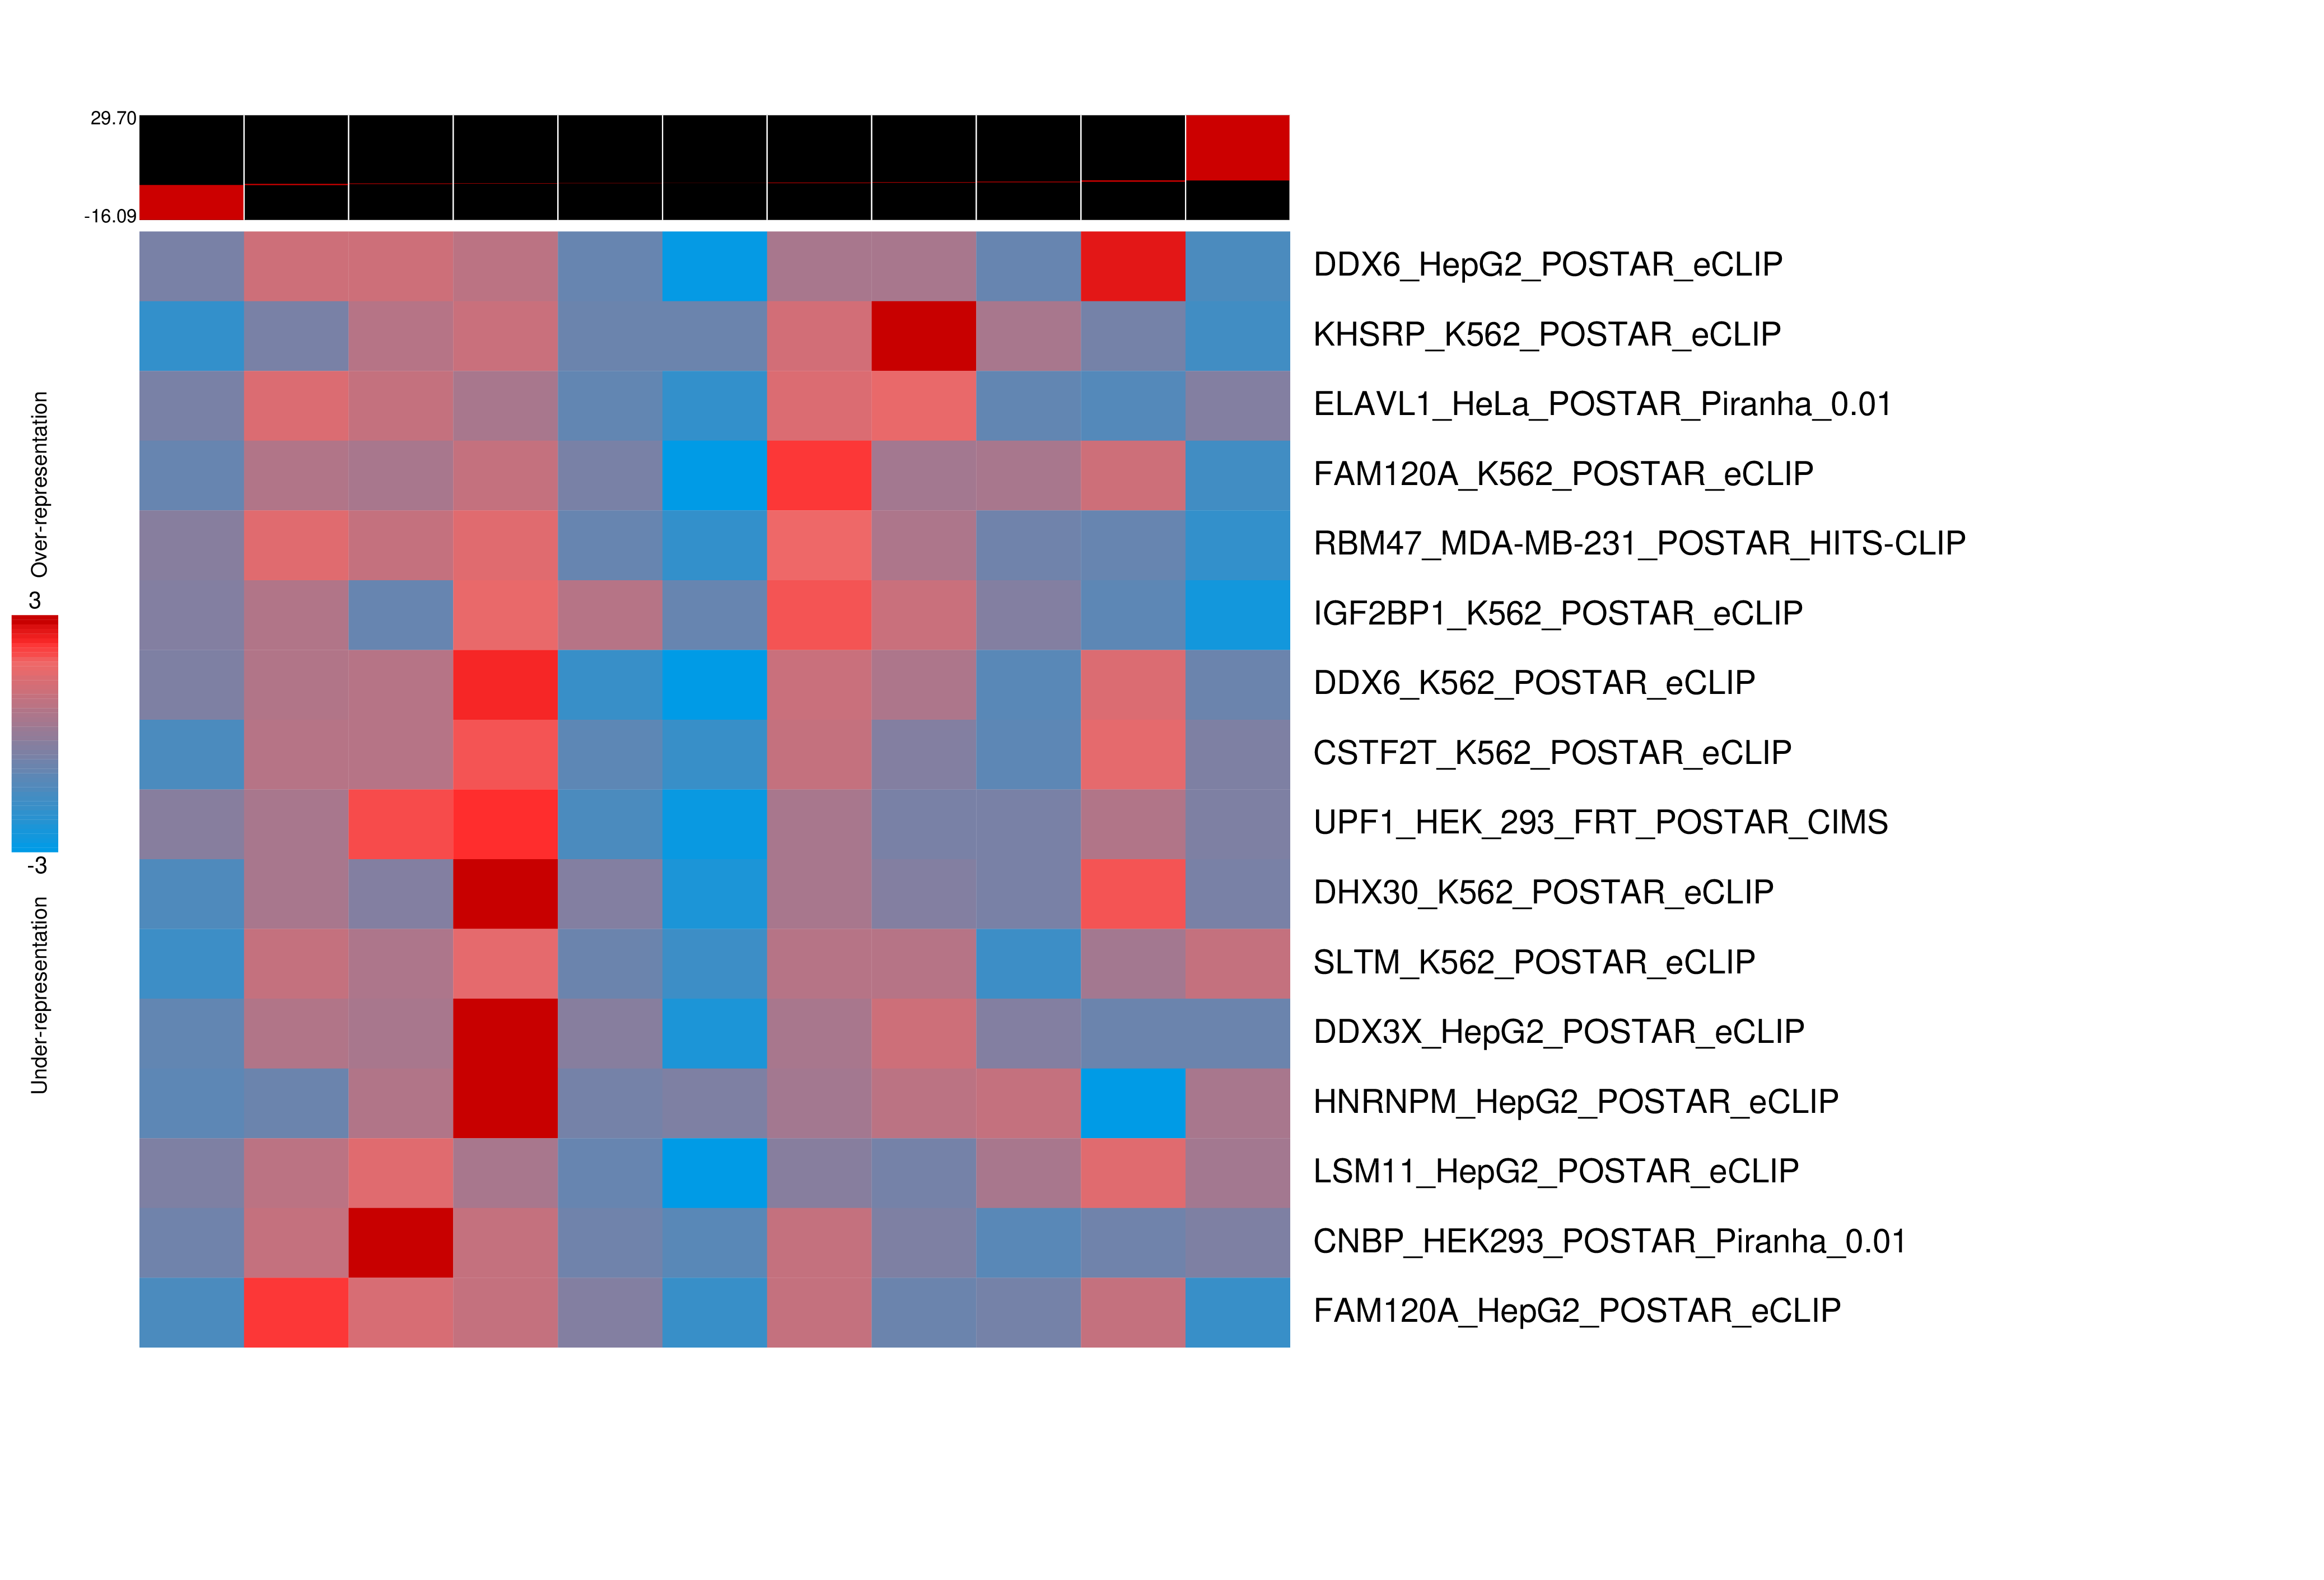 29.70
-16.09
Over-representation
3
-3
Under-representation
DDX6_HepG2_POSTAR_eCLIP
KHSRP_K562_POSTAR_eCLIP
ELAVL1_HeLa_POSTAR_Piranha_0.01
FAM120A_K562_POSTAR_eCLIP
RBM47_MDA-MB-231_POSTAR_HITS-CLIP
IGF2BP1_K562_POSTAR_eCLIP
DDX6_K562_POSTAR_eCLIP
CSTF2T_K562_POSTAR_eCLIP
UPF1_HEK_293_FRT_POSTAR_CIMS
DHX30_K562_POSTAR_eCLIP
SLTM_K562_POSTAR_eCLIP
DDX3X_HepG2_POSTAR_eCLIP
HNRNPM_HepG2_POSTAR_eCLIP
LSM11_HepG2_POSTAR_eCLIP
CNBP_HEK293_POSTAR_Piranha_0.01
FAM120A_HepG2_POSTAR_eCLIP